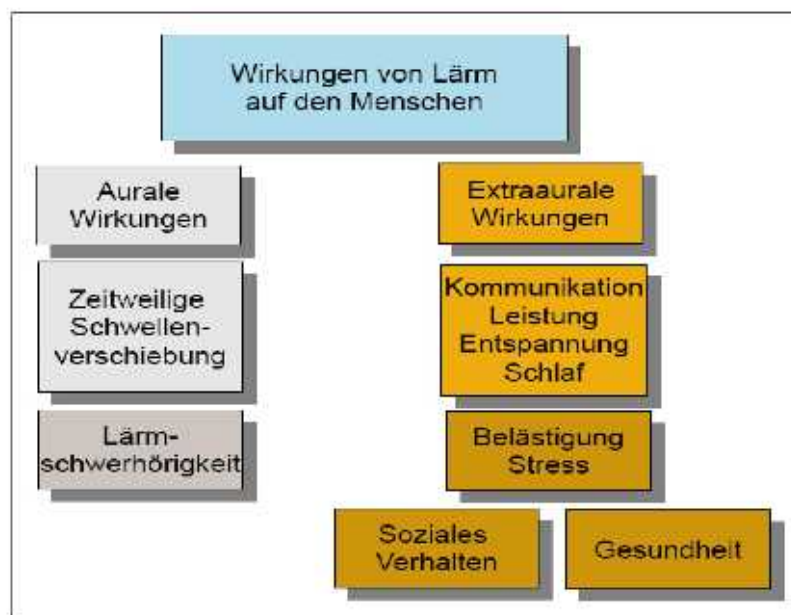 Wirkungen von Lärm
auf den Menschen
Aurale
Wirkungen
Zeitweilige
Schwellen-
verschiebung
Lärm-
schwerhörigkeit
Extraaurale
Wirkungen
Kommunikation
Leistung
Entspannung
Schlaf
Belästigung
Stress
Soziales
Verhalten
Gesundheit